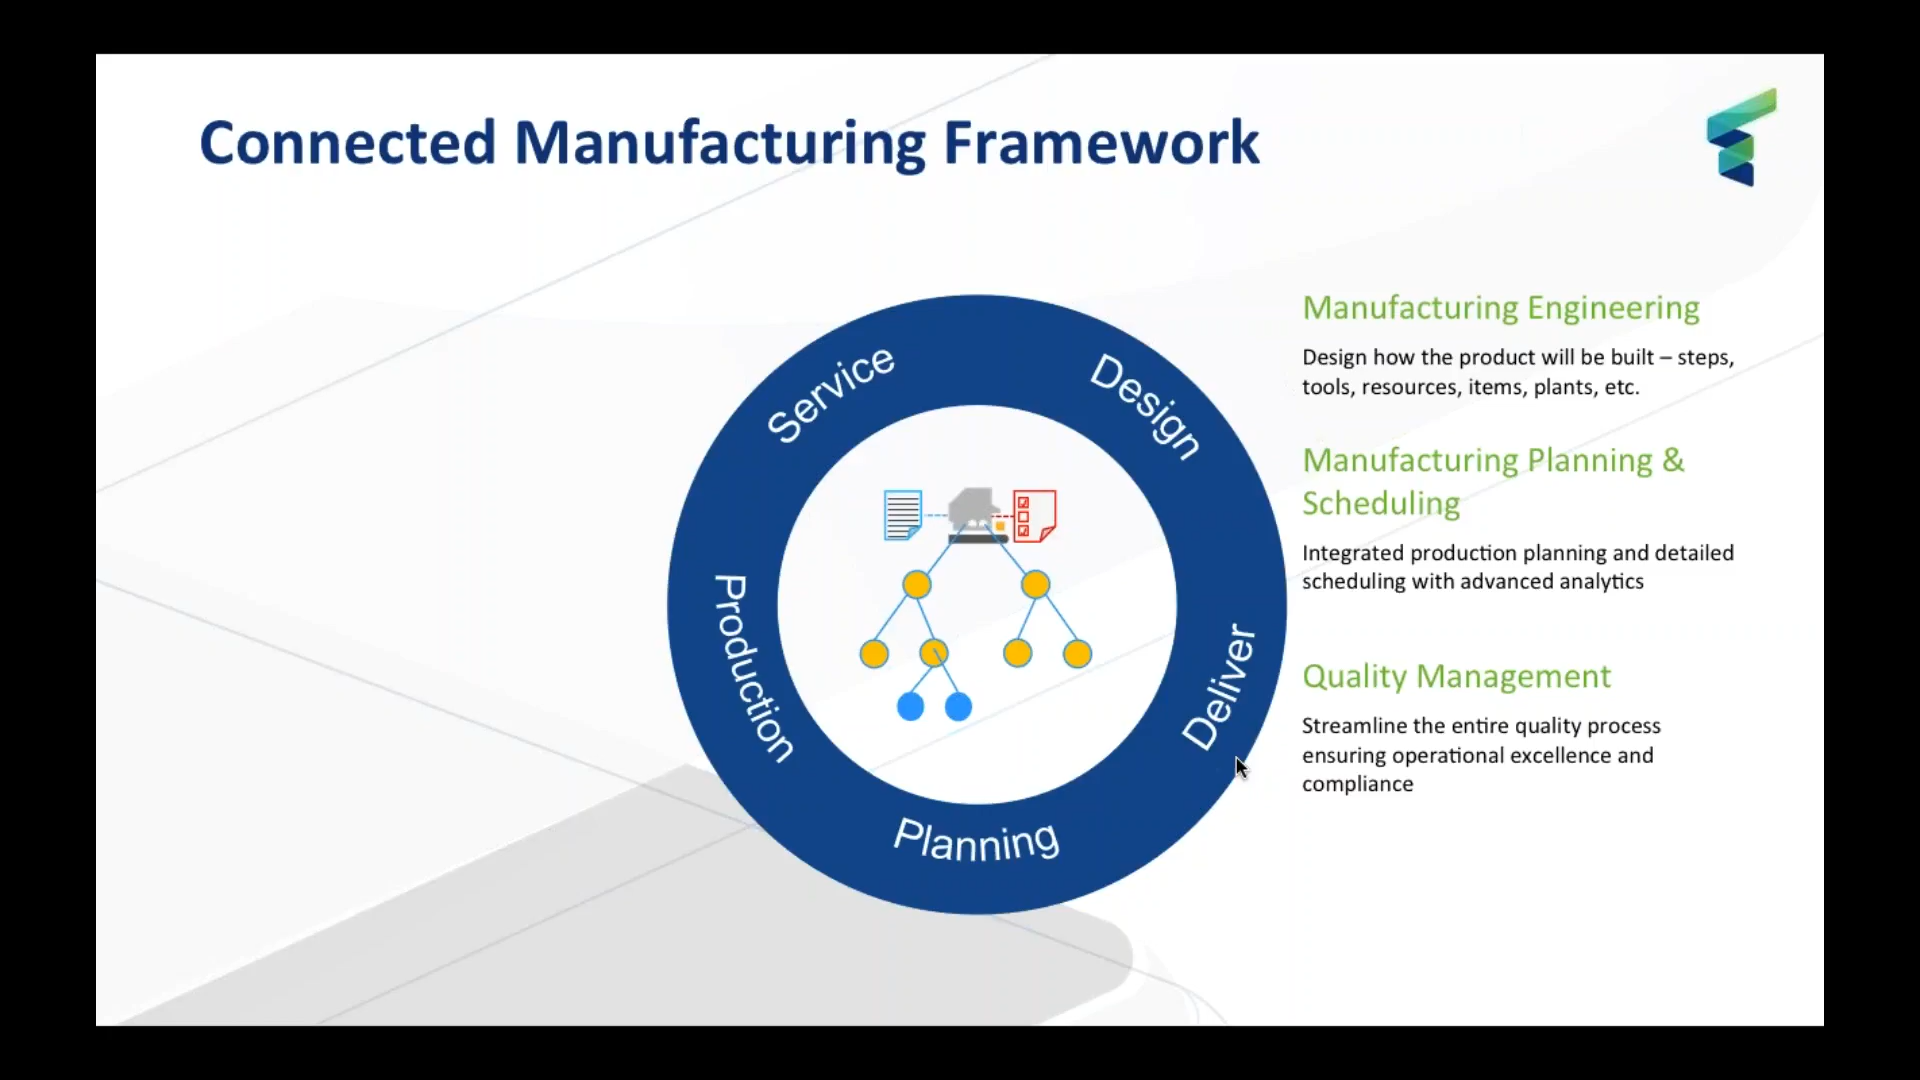 Connected Manufacturing Framework
Service
Design
Production
Deliver
Planning
Manufacturing Engineering
Design how the product will be built – steps,
tools, resources, items, plants, etc.
Manufacturing Planning &
Scheduling
Integrated production planning and detailed
scheduling with advanced analytics
Quality Management
Streamline the entire quality process
ensuring operational excellence and
compliance